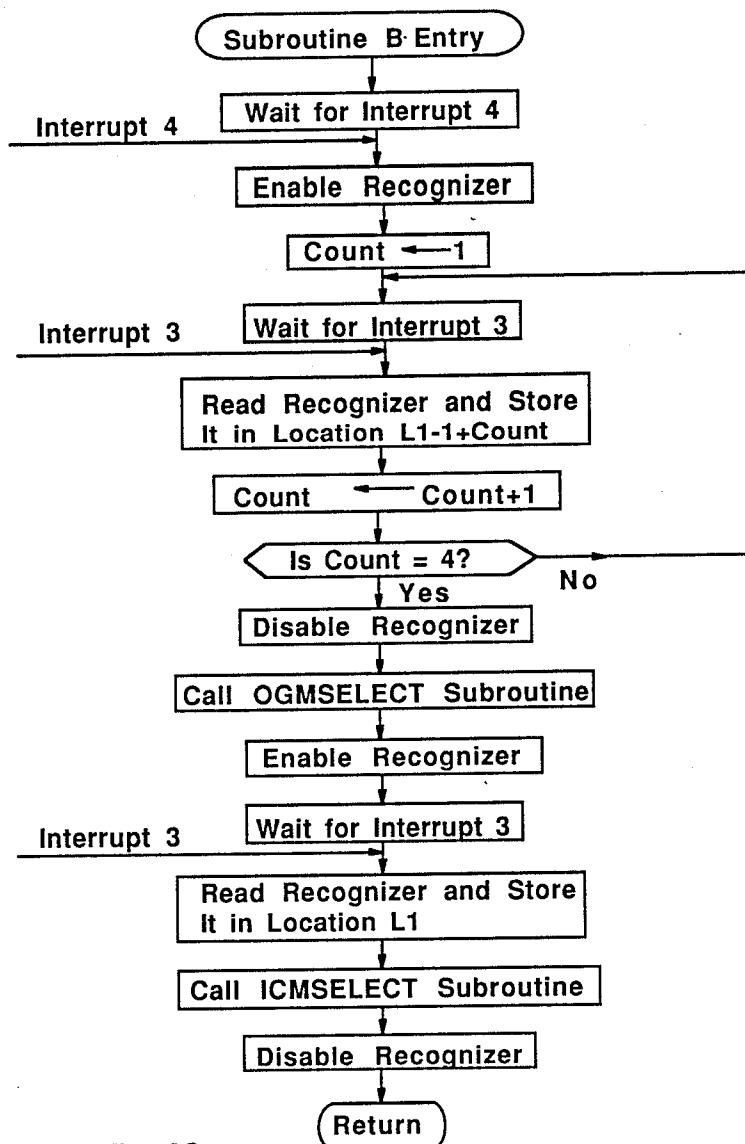 Subroutine B Entry
Wait for Interrupt 4
Interrupt 4
Enable Recognizer
Count ← 1
Wait for Interrupt 3
Interrupt 3
Read Recognizer and Store
It in Location L1-1+Count
Count ← Count+1
Is Count = 4?
No
Yes
Disable Recognizer
Call OGMSELECT Subroutine
Enable Recognizer
Wait for Interrupt 3
Interrupt 3
Read Recognizer and Store
It in Location L1
Call ICMSELECT Subroutine
Disable Recognizer
Return